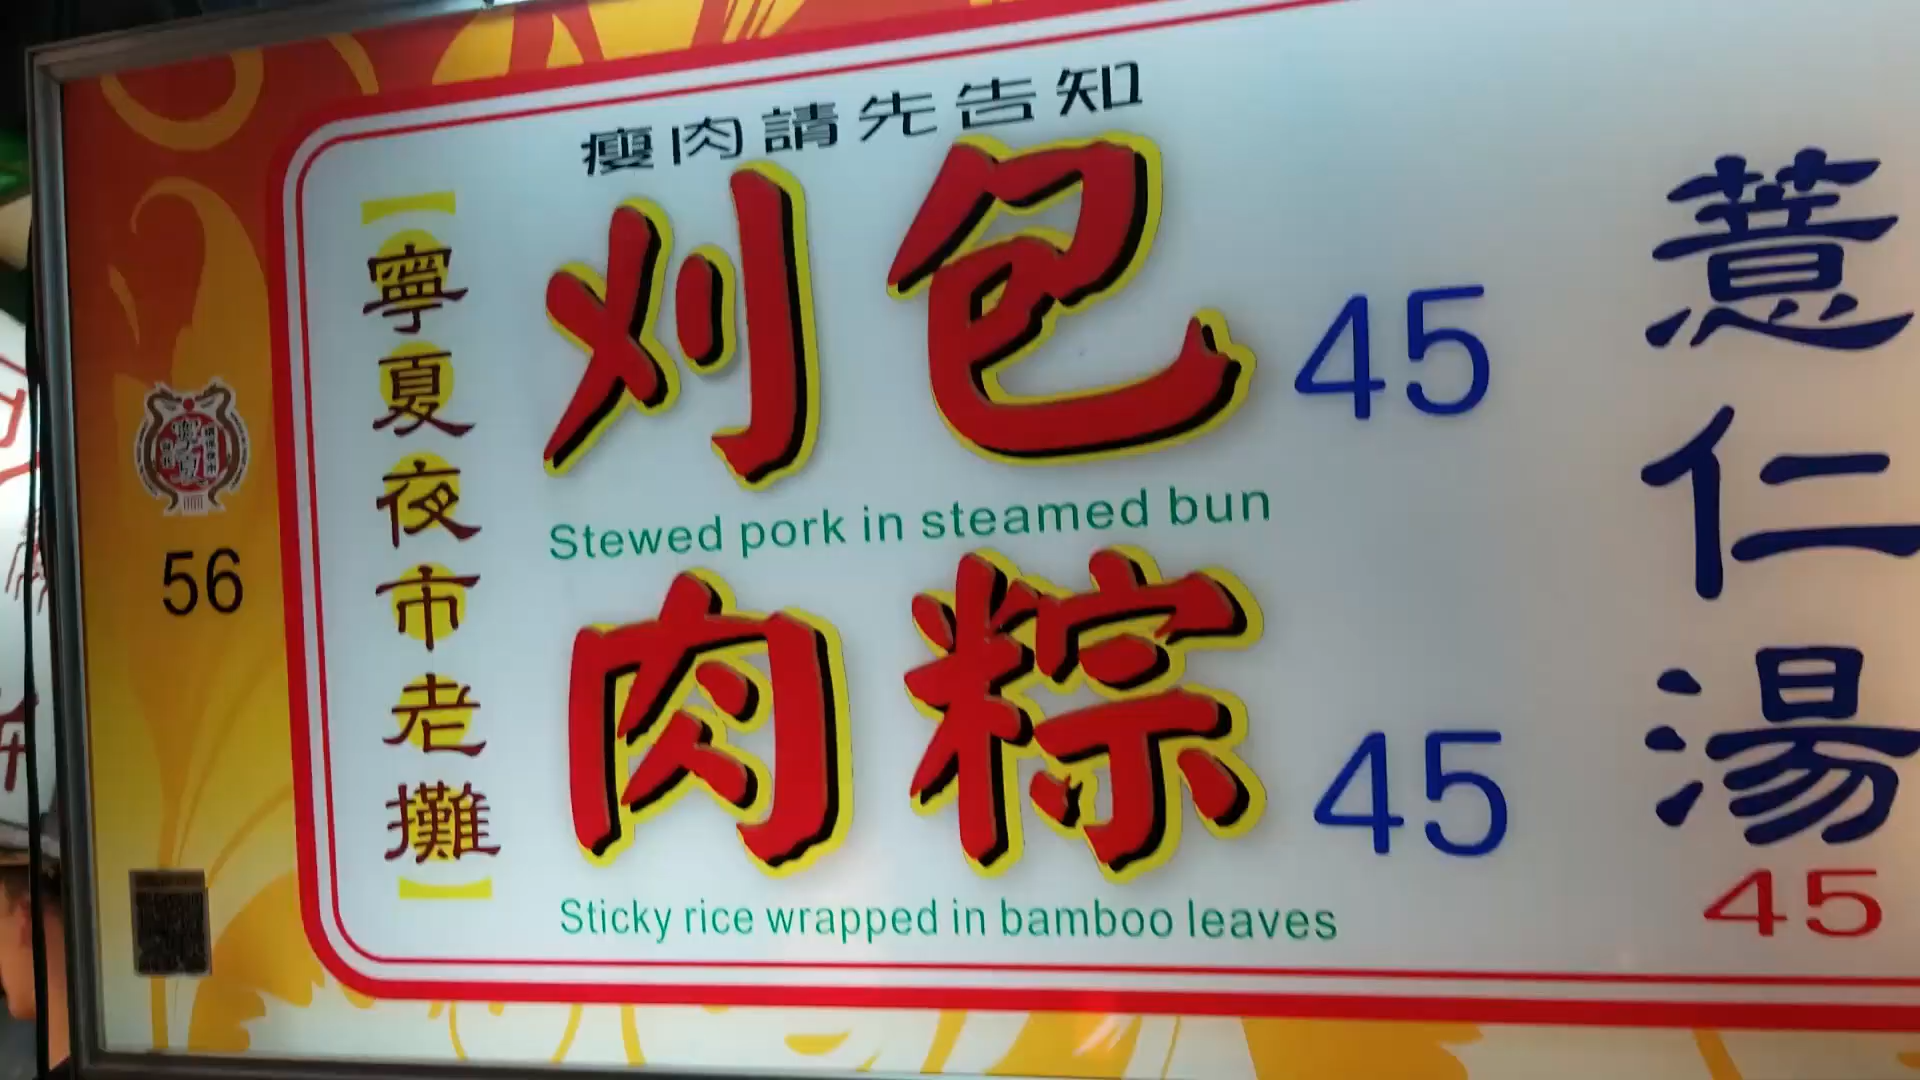 瘦肉請先告知
【寧夏夜市老攤】
刈包 45
Stewed pork in steamed bun
肉粽 45
Sticky rice wrapped in bamboo leaves
薏仁湯
45
56